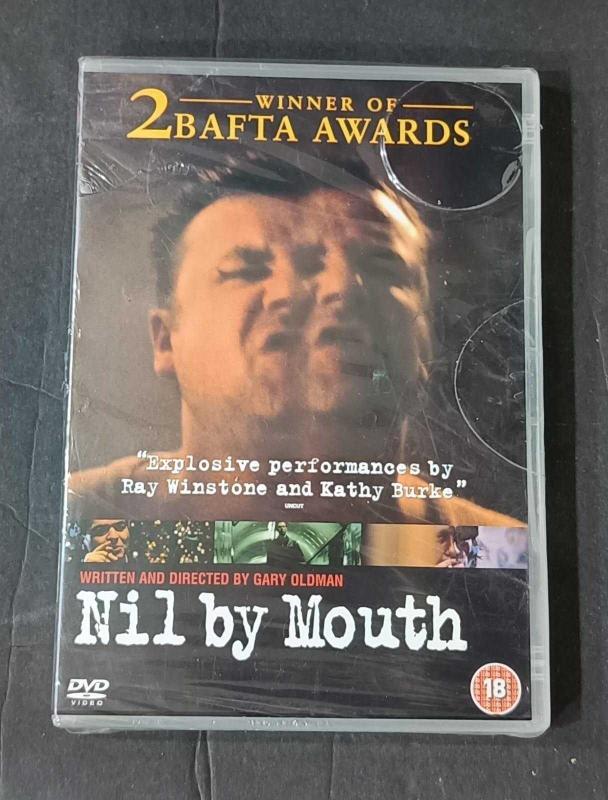 WINNER OF
2 BAFTA AWARDS
"Explosive performances by
Ray Winstone and Kathy Burke"
UNCUT
WRITTEN AND DIRECTED BY GARY OLDMAN
Nil by Mouth
DVD
VIDEO
18